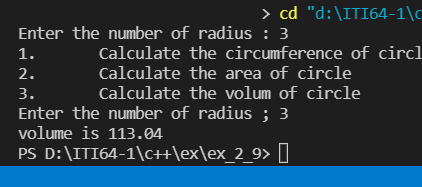 > cd "d:\ITI64-1\c
Enter the number of radius : 3
1. Calculate the circumference of circl
2. Calculate the area of circle
3. Calculate the volum of circle
Enter the number of radius ; 3
volume is 113.04
PS D:\ITI64-1\c++\ex\ex_2_9>